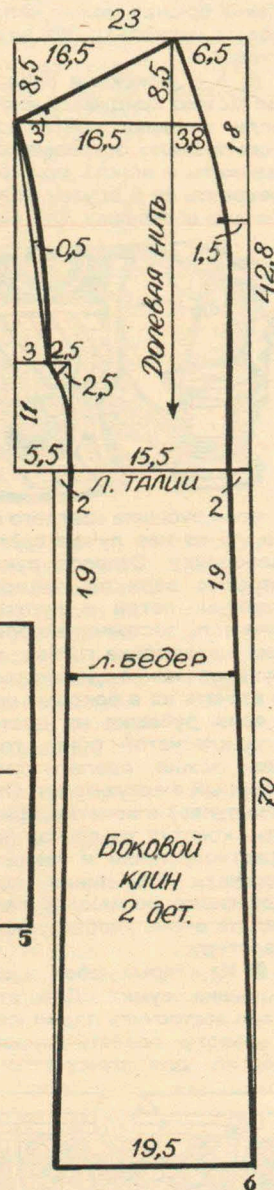 23
16,5 6,5
8,5 8,5
3 16,5 3,8 18
0,5 1,5
Долевая нить
42,8
3 2,5
2,5
11
5,5 15,5
2 Л. ТАЛИИ 2
19 19
Л. БЕДЕР
70
Боковой
клин
2 дет.
5
19,5
6